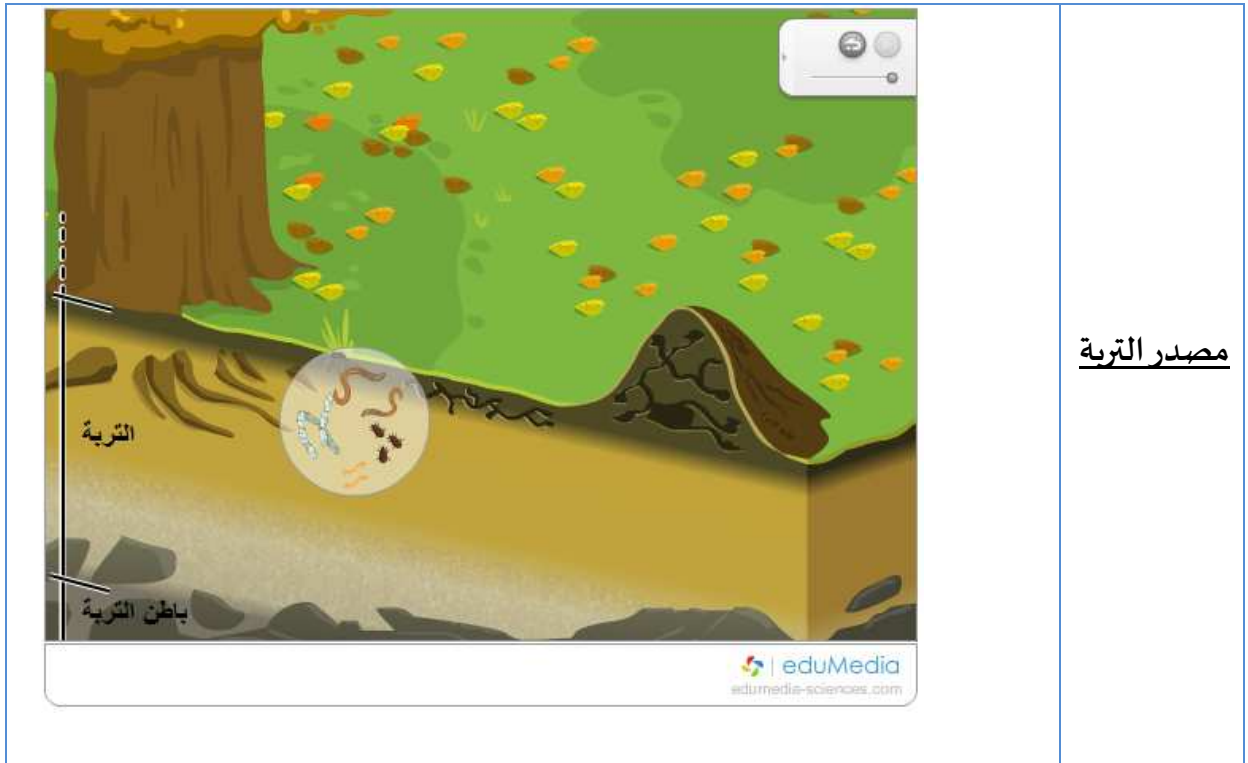 مصدر التربة
التربة
باطن التربة
eduMedia
edumedia-sciences.com